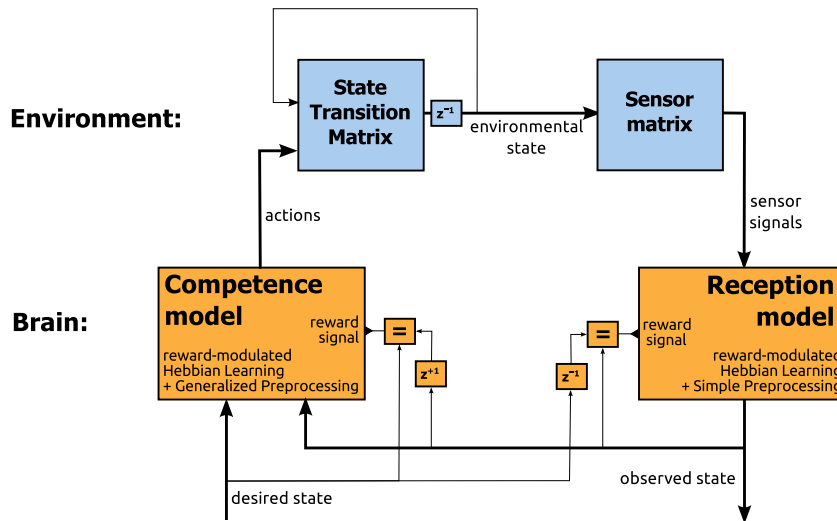 Environment:
State
Transition
Matrix
z⁻¹
environmental
state
Sensor
matrix
actions
sensor
signals
Brain:
Competence
model
reward
signal
reward-modulated
Hebbian Learning
+ Generalized Preprocessing
=
z⁺¹
z⁻¹
=
Reception
model
reward
signal
reward-modulated
Hebbian Learning
+ Simple Preprocessing
desired state
observed state